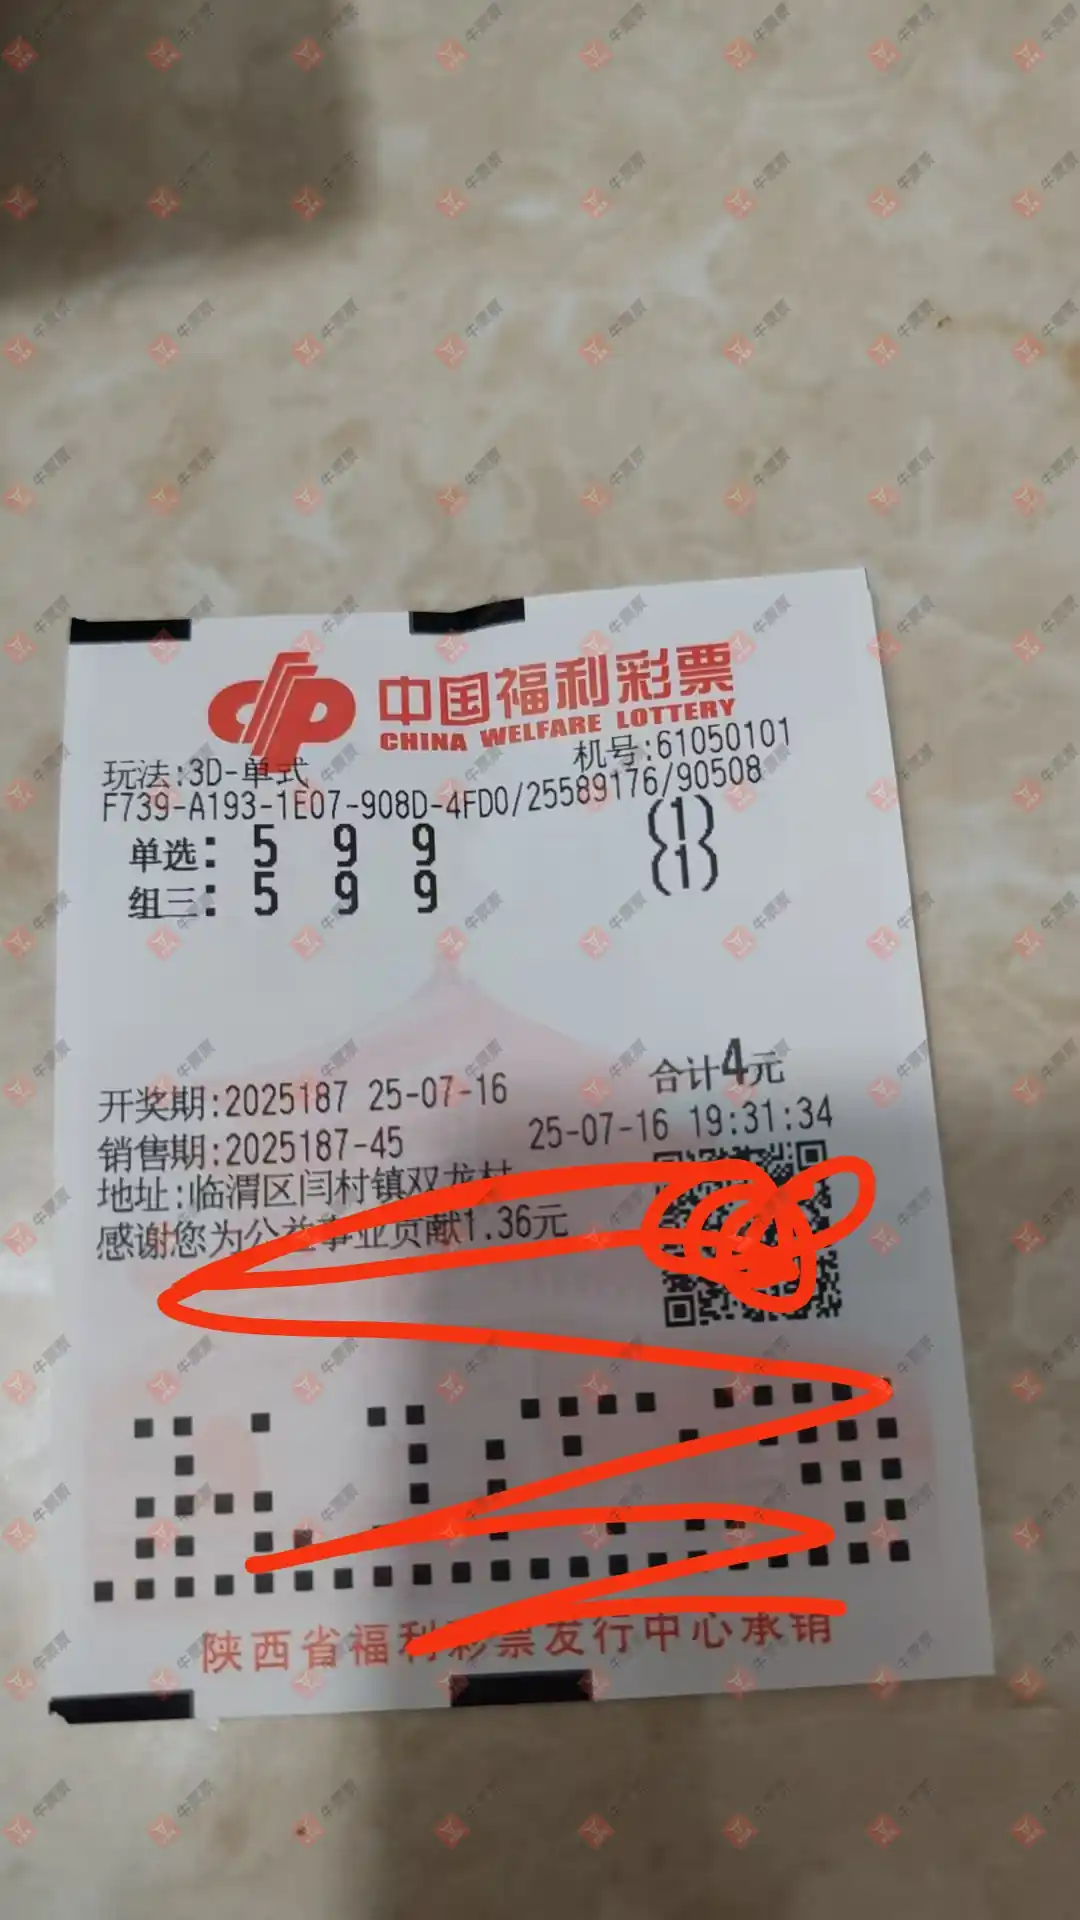 中国福利彩票
CHINA WELFARE LOTTERY
机号:61050101
玩法:3D-单式
F739-A193-1E07-908D-4FD0/25589176/90508
单选: 5 9 9 (1)
组三: 5 9 9 (1)
合计4元
开奖期:2025187 25-07-16
销售期:2025187-45 25-07-16 19:31:34
地址:临渭区闫村镇双龙村
感谢您为公益事业贡献1.36元
陕西省福利彩票发行中心承销
牛票票